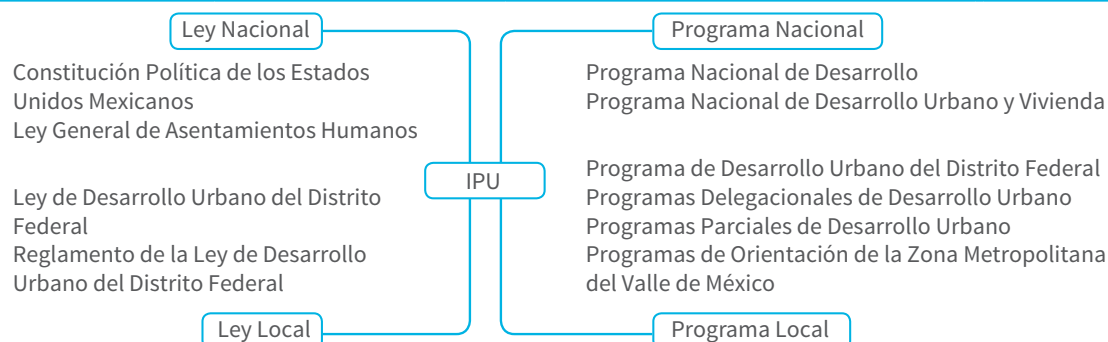 Ley Nacional
Constitución Política de los Estados
Unidos Mexicanos
Ley General de Asentamientos Humanos
Ley de Desarrollo Urbano del Distrito
Federal
Reglamento de la Ley de Desarrollo
Urbano del Distrito Federal
Ley Local
IPU
Programa Nacional
Programa Nacional de Desarrollo
Programa Nacional de Desarrollo Urbano y Vivienda
Programa de Desarrollo Urbano del Distrito Federal
Programas Delegacionales de Desarrollo Urbano
Programas Parciales de Desarrollo Urbano
Programas de Orientación de la Zona Metropolitana
del Valle de México
Programa Local